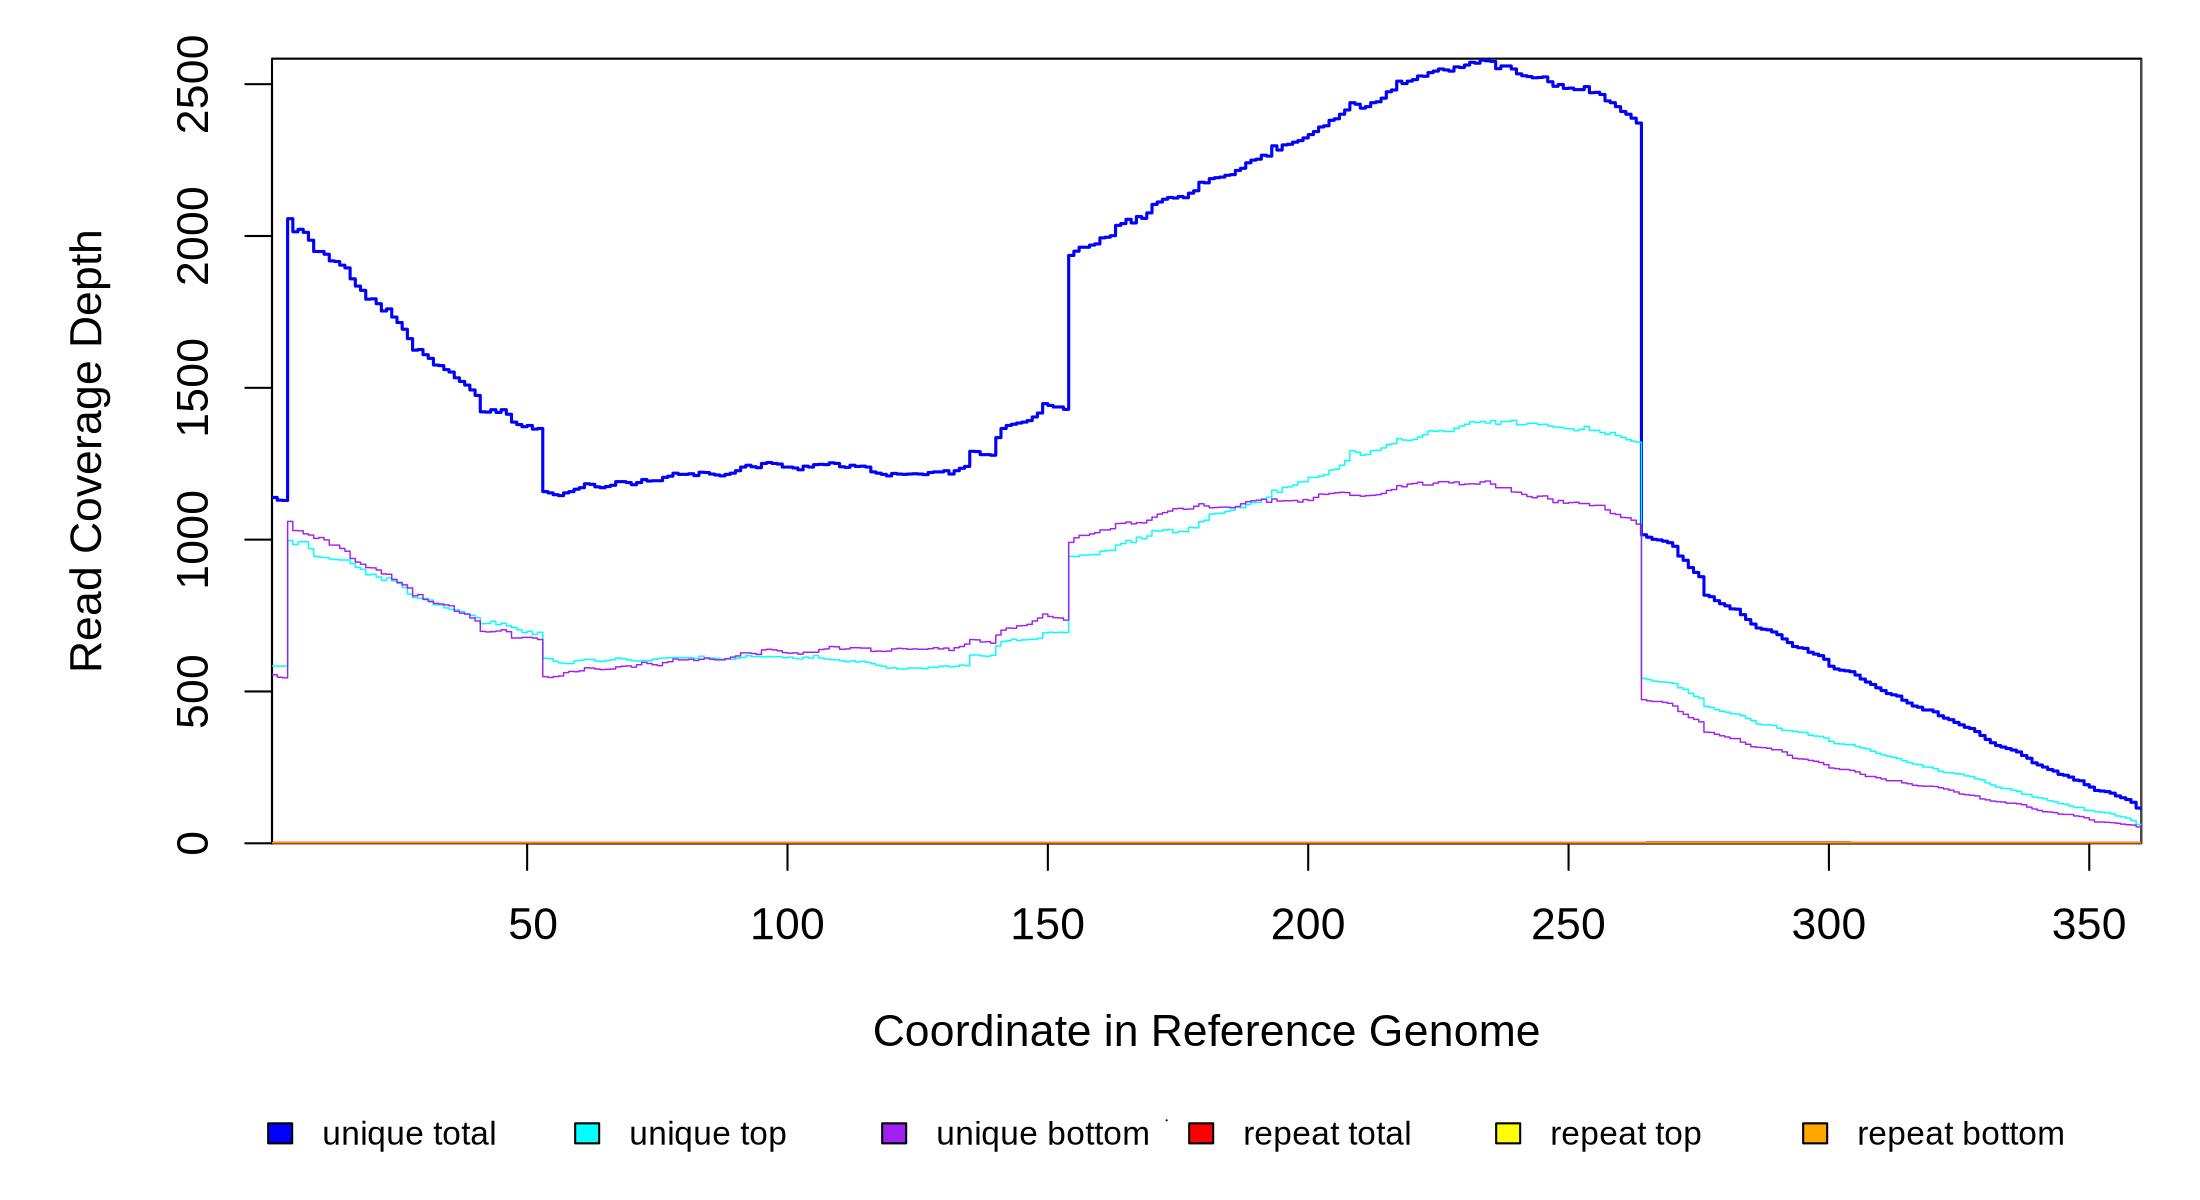 Read Coverage Depth
2500
2000
1500
1000
500
0
50 100 150 200 250 300 350
Coordinate in Reference Genome
unique total unique top unique bottom repeat total repeat top repeat bottom